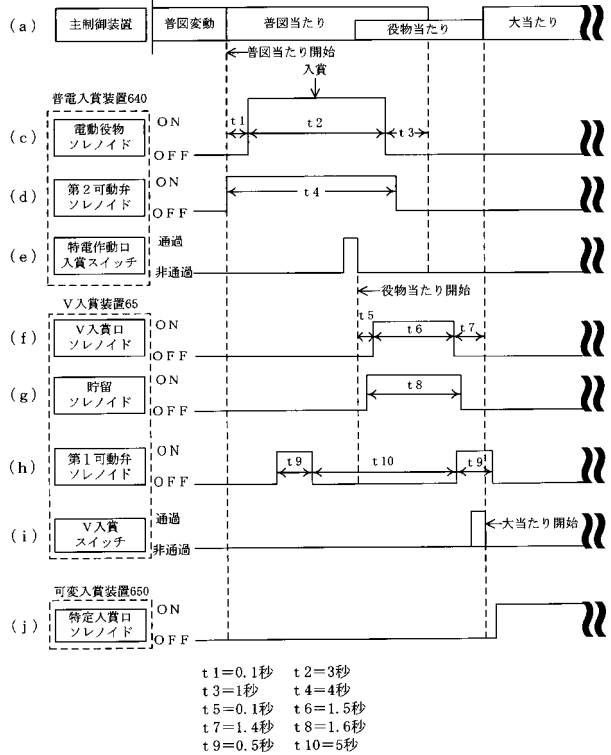 (a) 主制御装置 普図変動 普図当たり 役物当たり 大当たり
普図当たり開始
入賞
普電入賞装置640
(c) 電動役物ソレノイド ON OFF t1 t2 t3
(d) 第2可動弁ソレノイド ON OFF t4
(e) 特電作動口入賞スイッチ 通過 非通過
役物当たり開始
V入賞装置65
(f) V入賞口ソレノイド ON OFF t5 t6 t7
(g) 貯留ソレノイド ON OFF t8
(h) 第1可動弁ソレノイド ON OFF t9 t10 t9
(i) V入賞スイッチ 通過 非通過 大当たり開始
可変入賞装置650
(j) 特定入賞口ソレノイド ON OFF
t1=0.1秒 t2=3秒
t3=1秒 t4=4秒
t5=0.1秒 t6=1.5秒
t7=1.4秒 t8=1.6秒
t9=0.5秒 t10=5秒